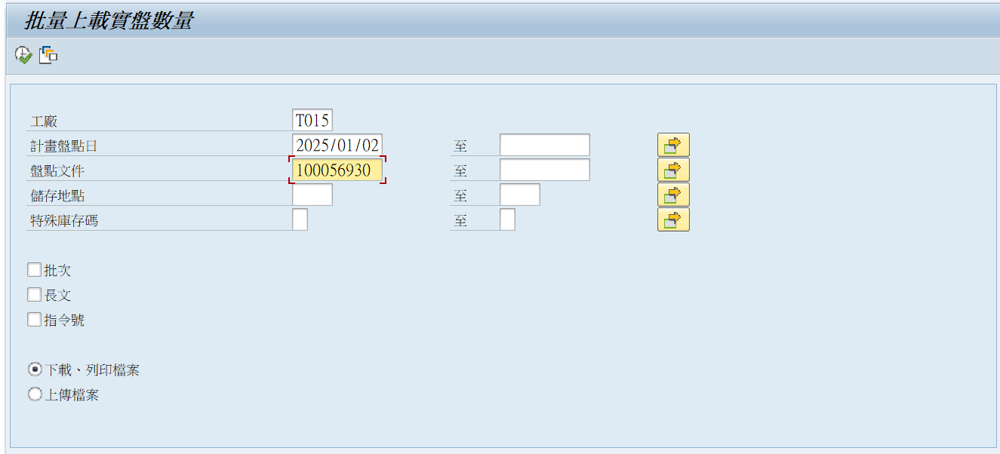 批量上載實盤數量
工廠 T015
計畫盤點日 2025/01/02 至
盤點文件 100056930 至
儲存地點 至
特殊庫存碼 至
批次
長文
指令號
下載、列印檔案
上傳檔案